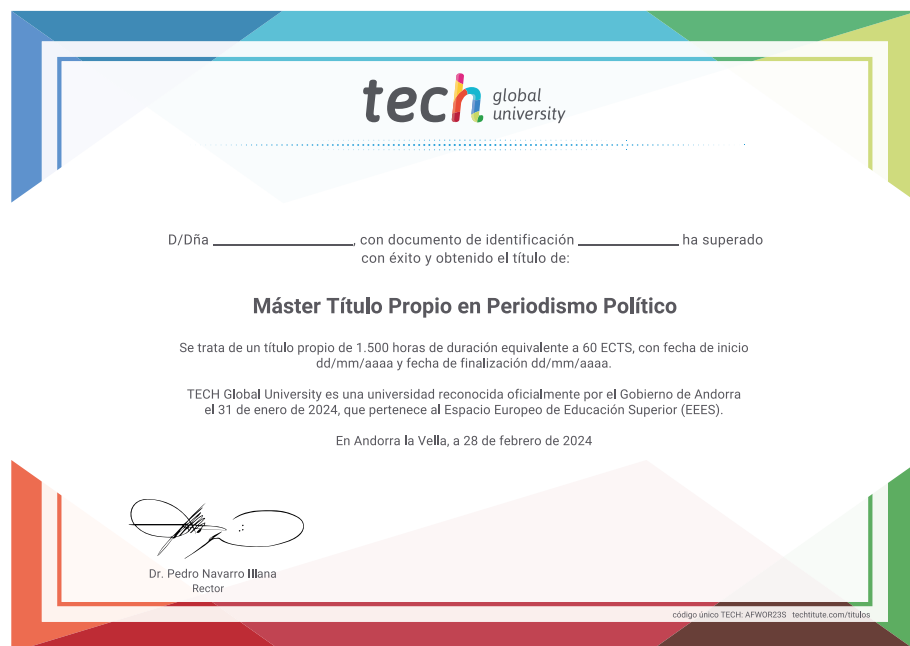 tech global university
D/Dña ____________________, con documento de identificación ______________ ha superado
con éxito y obtenido el título de:
Máster Título Propio en Periodismo Político
Se trata de un título propio de 1.500 horas de duración equivalente a 60 ECTS, con fecha de inicio
dd/mm/aaaa y fecha de finalización dd/mm/aaaa.
TECH Global University es una universidad reconocida oficialmente por el Gobierno de Andorra
el 31 de enero de 2024, que pertenece al Espacio Europeo de Educación Superior (EEES).
En Andorra la Vella, a 28 de febrero de 2024
Dr. Pedro Navarro Illana
Rector
código único TECH: AFWOR23S techtitute.com/titulos